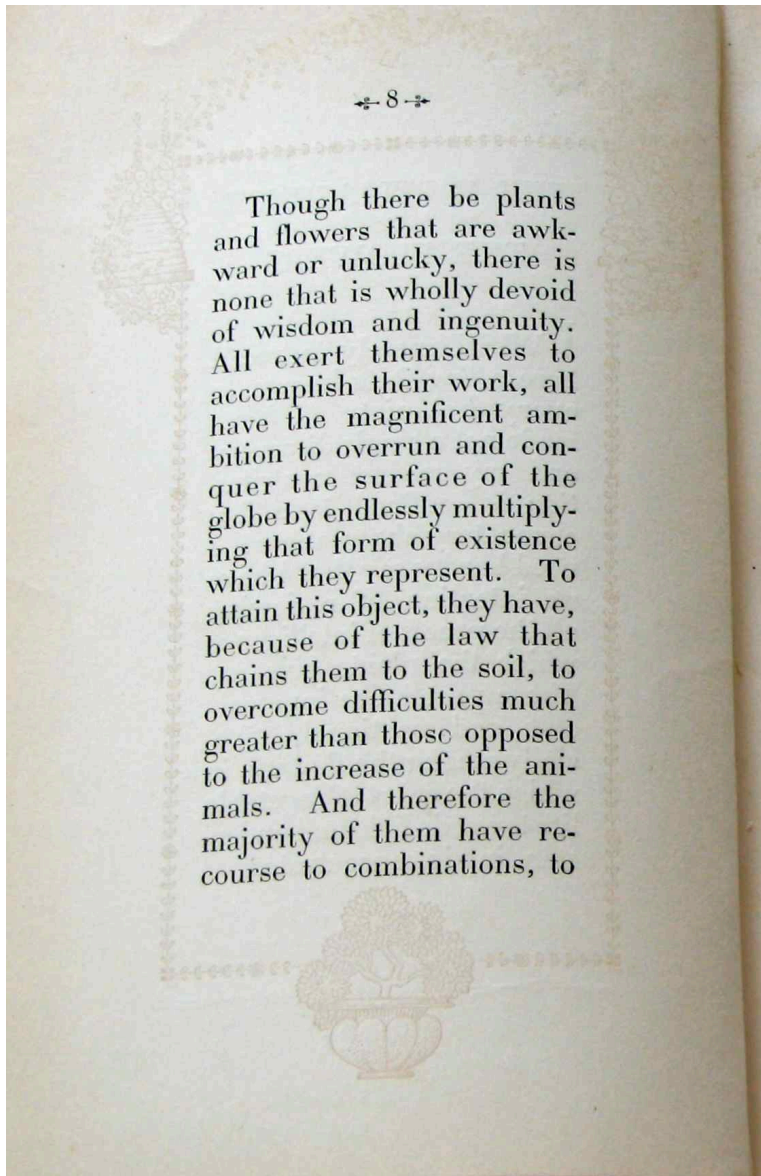 8
Though there be plants
and flowers that are awk-
ward or unlucky, there is
none that is wholly devoid
of wisdom and ingenuity.
All exert themselves to
accomplish their work, all
have the magnificent am-
bition to overrun and con-
quer the surface of the
globe by endlessly multiply-
ing that form of existence
which they represent. To
attain this object, they have,
because of the law that
chains them to the soil, to
overcome difficulties much
greater than those opposed
to the increase of the ani-
mals. And therefore the
majority of them have re-
course to combinations, to